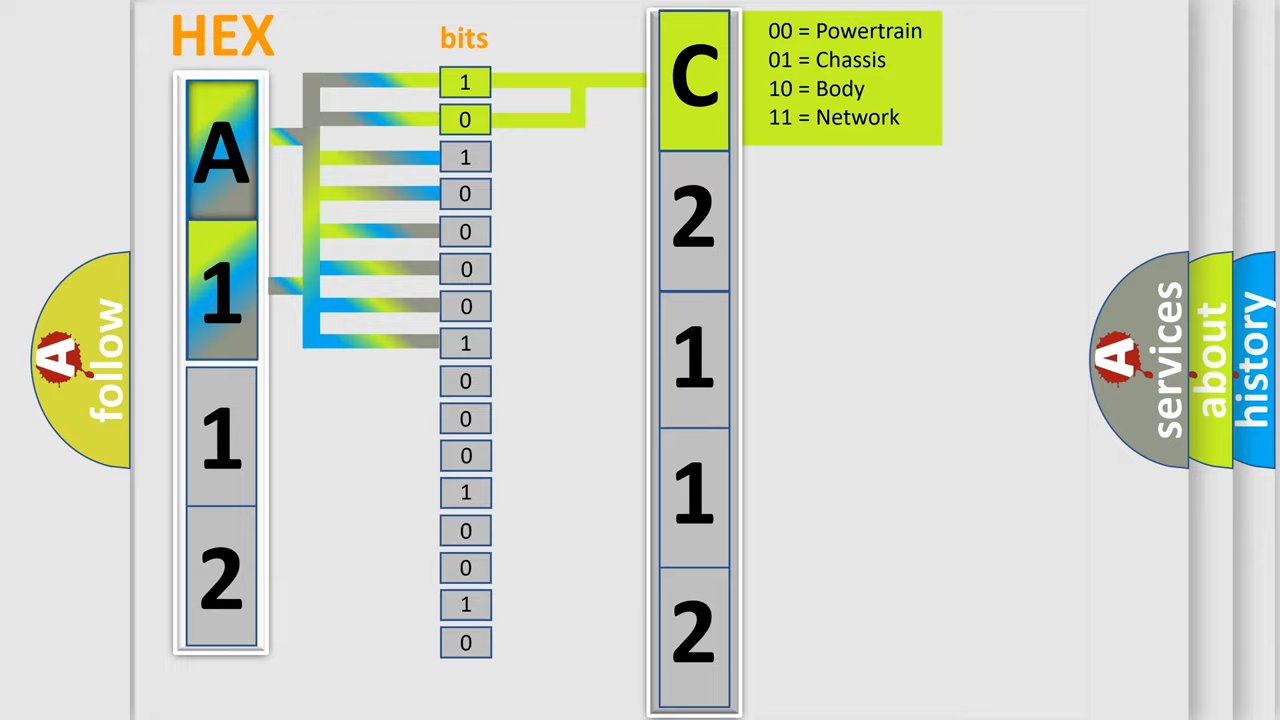 HEX
A
1
1
2
bits
1
0
1
0
0
0
0
1
0
0
0
1
0
0
1
0
C
2
1
1
2
00 = Powertrain
01 = Chassis
10 = Body
11 = Network
A
follow
A
services
about
history